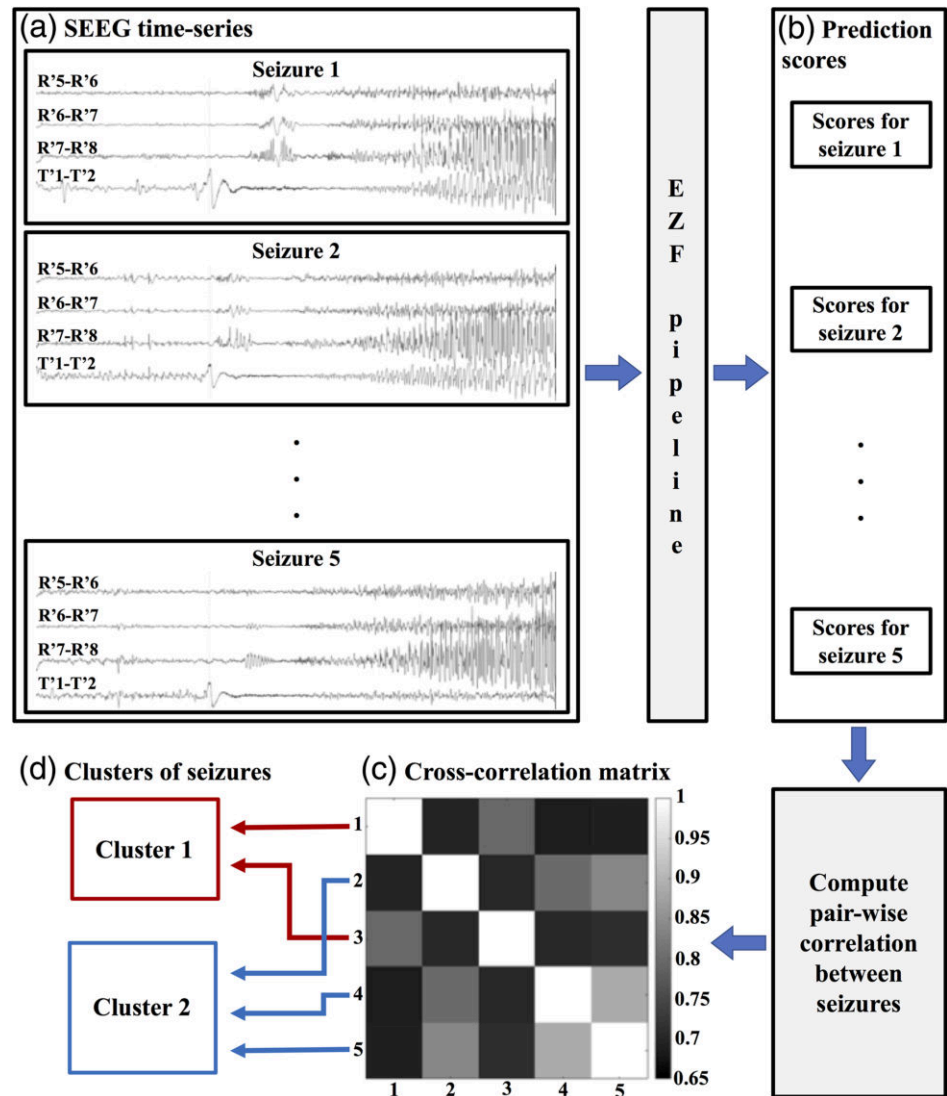 (a) SEEG time-series
Seizure 1
R'5-R'6
R'6-R'7
R'7-R'8
T'1-T'2
Seizure 2
R'5-R'6
R'6-R'7
R'7-R'8
T'1-T'2
Seizure 5
R'5-R'6
R'6-R'7
R'7-R'8
T'1-T'2
E
Z
F
p
i
p
e
l
i
n
e
(b) Prediction
scores
Scores for
seizure 1
Scores for
seizure 2
Scores for
seizure 5
(d) Clusters of seizures
Cluster 1
Cluster 2
(c) Cross-correlation matrix
1
2
3
4
5
1 2 3 4 5
1
0.95
0.9
0.85
0.8
0.75
0.7
0.65
Compute
pair-wise
correlation
between
seizures